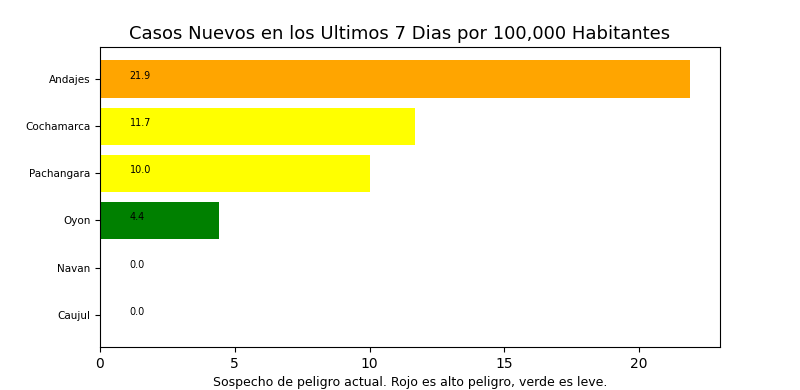 Casos Nuevos en los Ultimos 7 Dias por 100,000 Habitantes
Andajes 21.9
Cochamarca 11.7
Pachangara 10.0
Oyon 4.4
Navan 0.0
Caujul 0.0
0 5 10 15 20
Sospecho de peligro actual. Rojo es alto peligro, verde es leve.